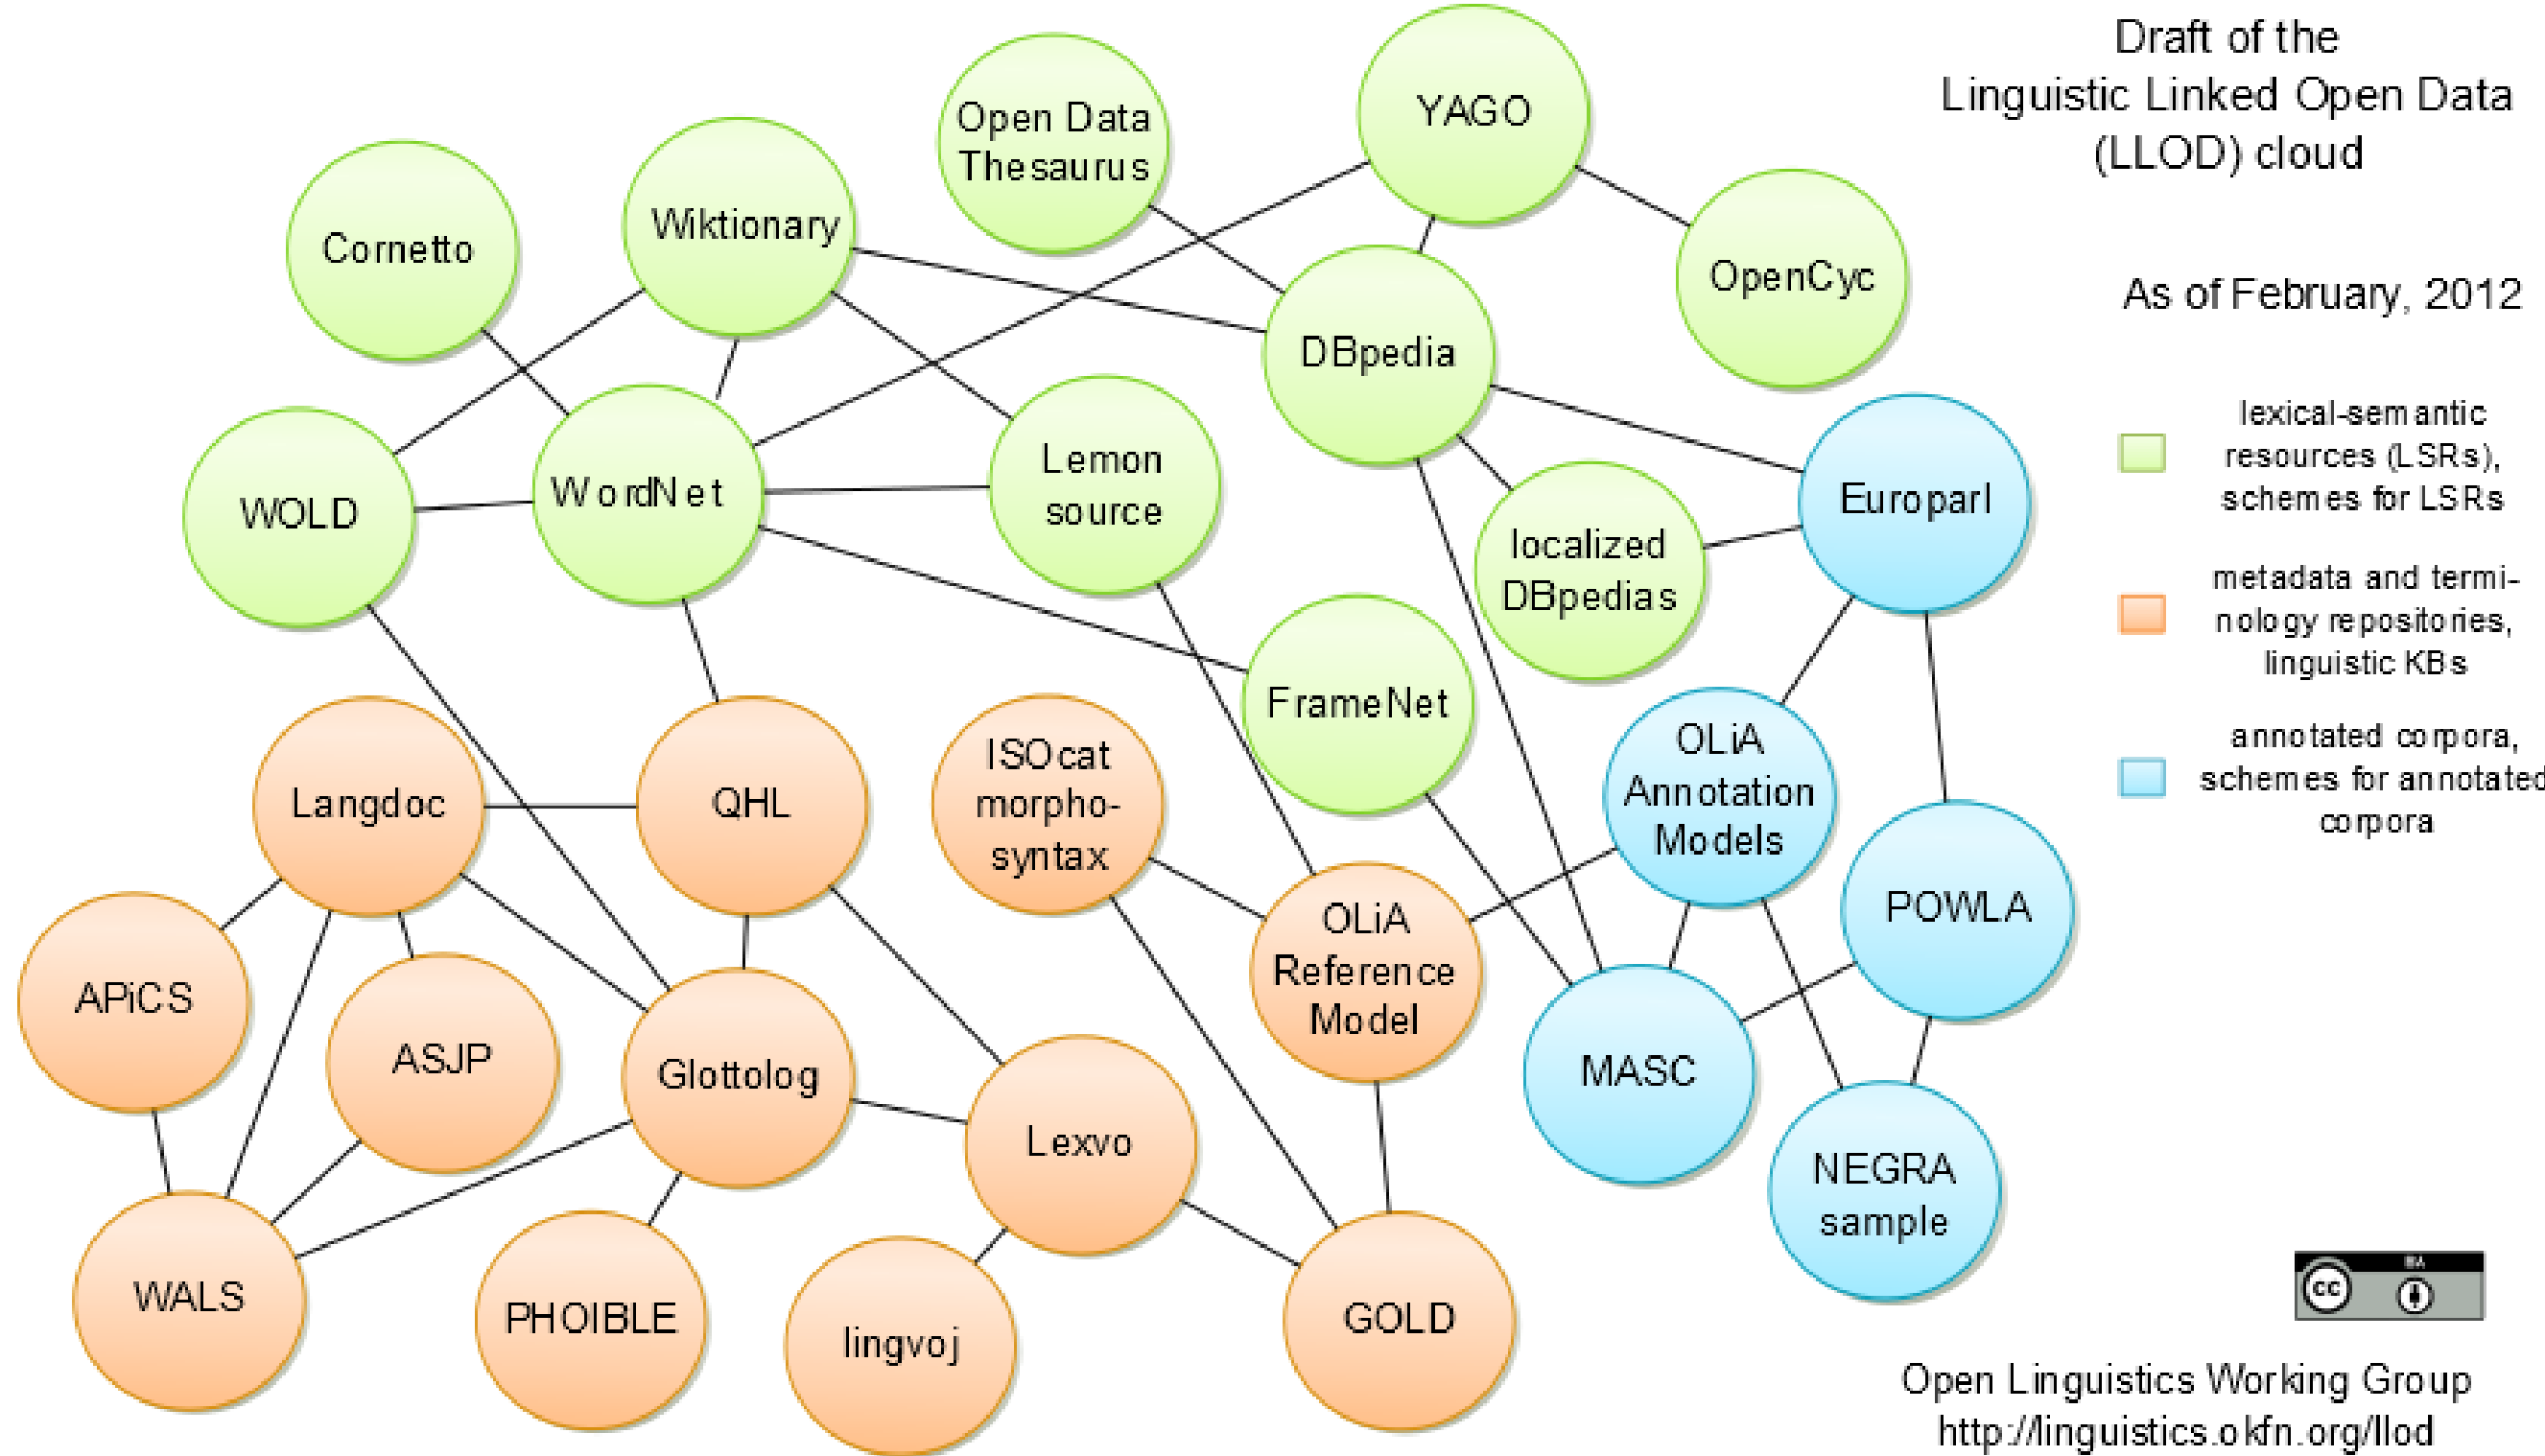 Draft of the
Linguistic Linked Open Data
(LLOD) cloud
As of February, 2012
lexical-semantic
resources (LSRs),
schemes for LSRs
metadata and termi-
nology repositories,
linguistic KBs
annotated corpora,
schemes for annotated
corpora
YAGO
Open Data
Thesaurus
Wiktionary
Cornetto
OpenCyc
DBpedia
Lemon
source
WordNet
WOLD
Europarl
localized
DBpedias
FrameNet
OLiA
Annotation
Models
ISOcat
morpho-
syntax
QHL
Langdoc
POWLA
OLiA
Reference
Model
APiCS
ASJP
Glottolog
MASC
Lexvo
NEGRA
sample
WALS
PHOIBLE
lingvoj
GOLD
cc
Open Linguistics Working Group
http://linguistics.okfn.org/llod